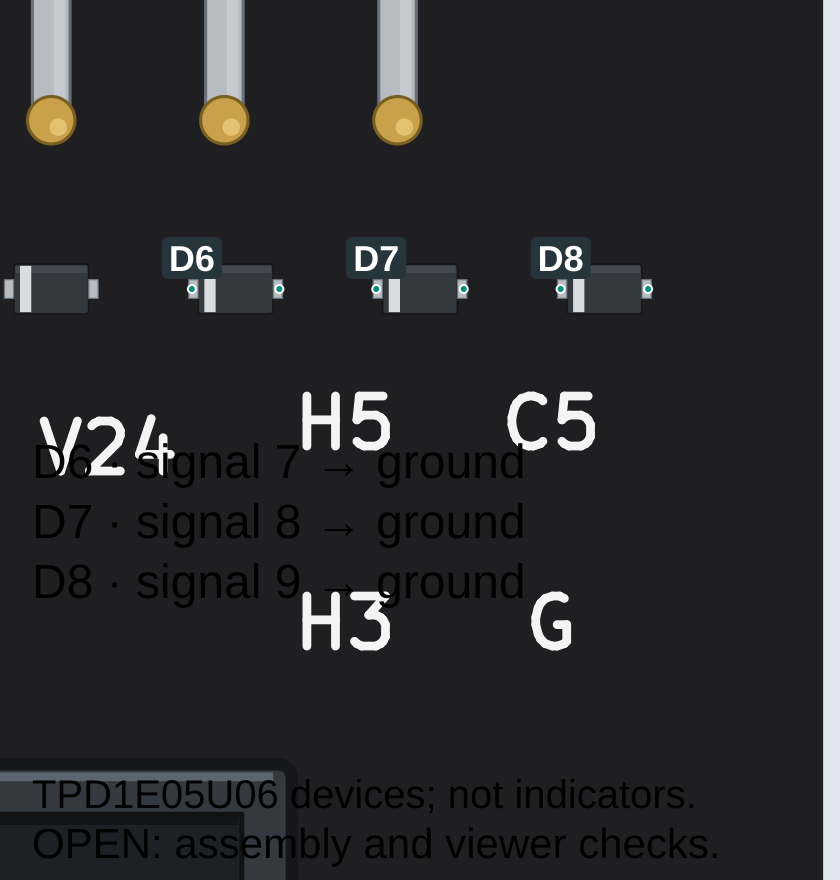 D6 D7 D8
H5 C5
V24
D6 · signal 7 → ground
D7 · signal 8 → ground
D8 · signal 9 → ground
H3 G
TPD1E05U06 devices; not indicators.
OPEN: assembly and viewer checks.